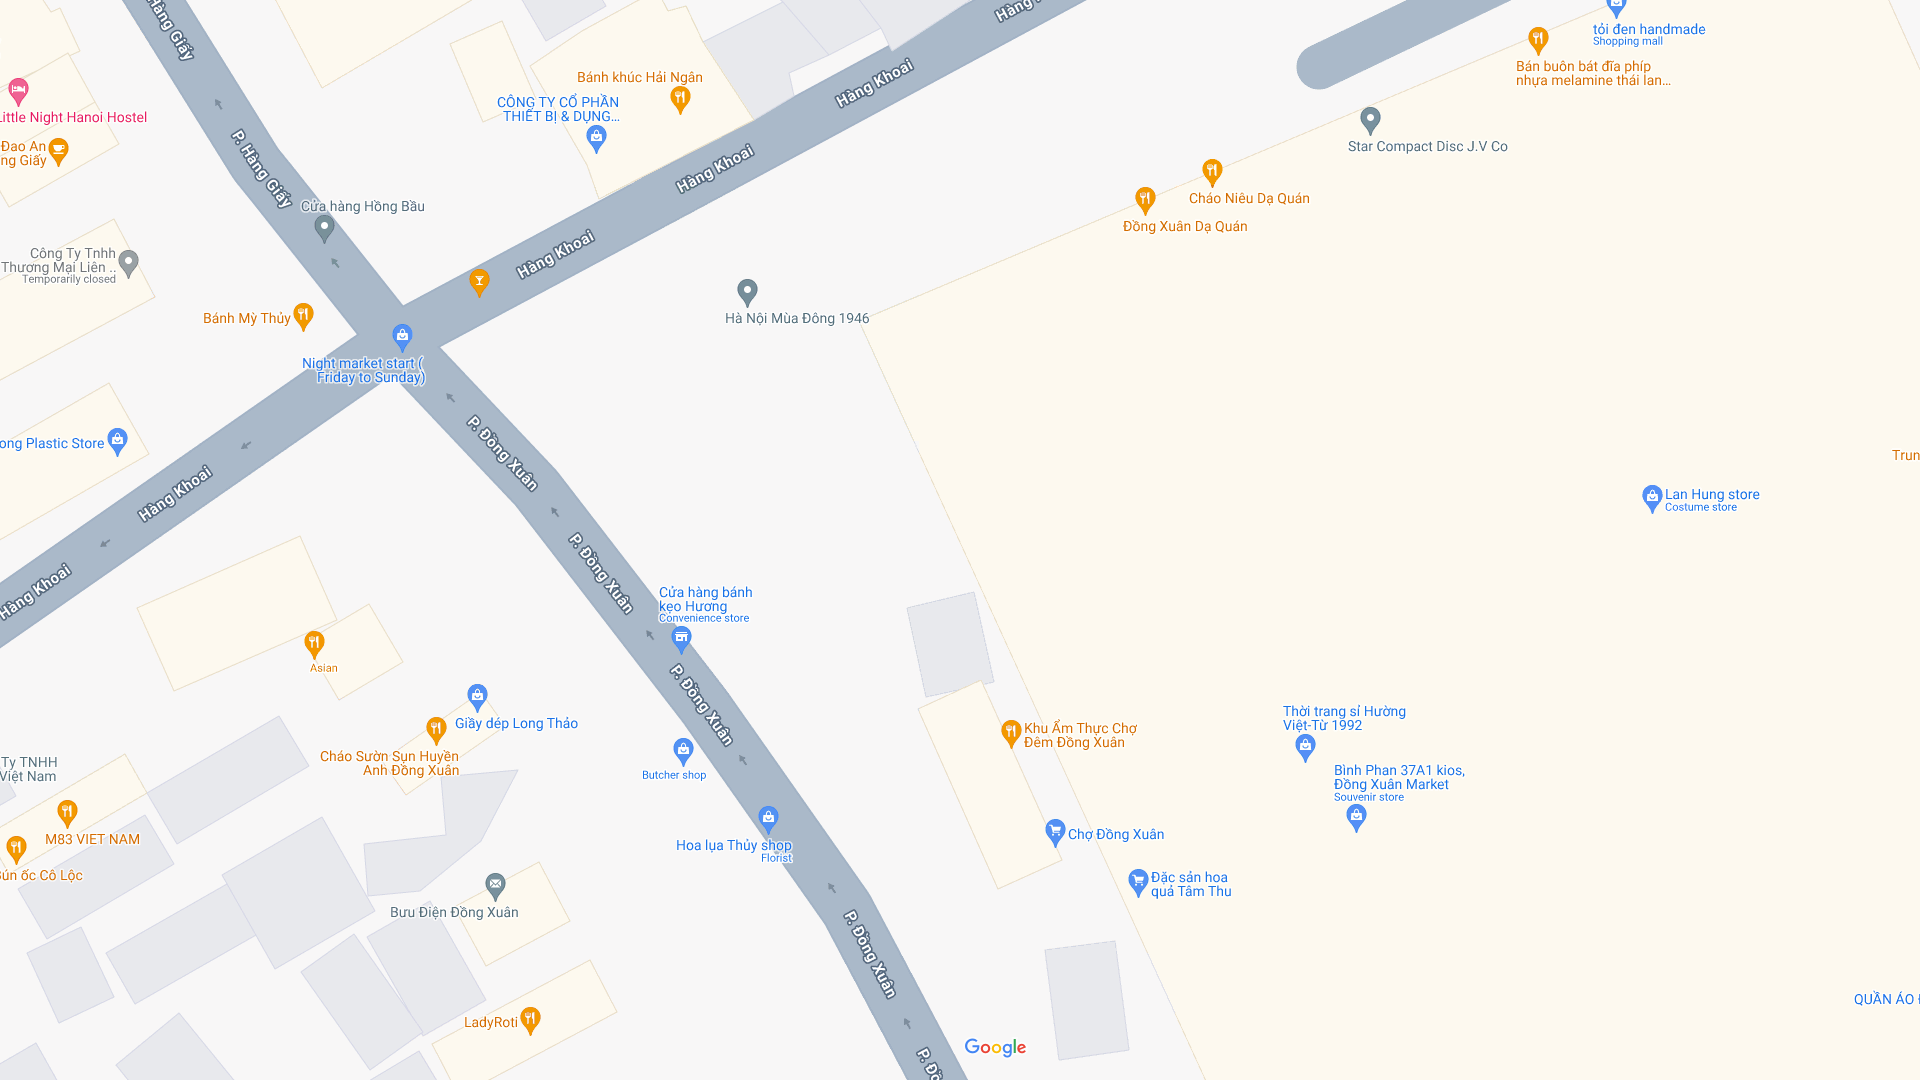 Hàng Giấy
Hàng
tỏi đen handmade
Shopping mall
Bán buôn bát đĩa phíp
nhựa melamine thái lan...
Bánh khúc Hải Ngân
CÔNG TY CỔ PHẦN
THIẾT BỊ & DỤNG...
Hàng Khoai
Little Night Hanoi Hostel
Đao An
ng Giấy
P. Hàng Giấy
Hàng Khoai
Star Compact Disc J.V Co
Cháo Niêu Dạ Quán
Đồng Xuân Dạ Quán
Cửa hàng Hồng Bầu
Công Ty Tnhh
Thương Mại Liên ..
Temporarily closed
Hàng Khoai
Bánh Mỳ Thủy
Hà Nội Mùa Đông 1946
Night market start (
Friday to Sunday)
ong Plastic Store
P. Đồng Xuân
Trun
Hàng Khoai
Lan Hung store
Costume store
P. Đồng Xuân
Hàng Khoai
Cửa hàng bánh
kẹo Hương
Convenience store
Asian
P. Đồng Xuân
Giầy dép Long Thảo
Cháo Sườn Sụn Huyền
Anh Đồng Xuân
Khu Ẩm Thực Chợ
Đêm Đồng Xuân
Thời trang sỉ Hường
Việt-Từ 1992
Ty TNHH
Việt Nam
Butcher shop
Bình Phan 37A1 kios,
Đồng Xuân Market
Souvenir store
M83 VIET NAM
Hoa lụa Thủy shop
Florist
Chợ Đồng Xuân
Bún ốc Cô Lộc
Đặc sản hoa
quả Tâm Thu
Bưu Điện Đồng Xuân
P. Đồng Xuân
QUẦN ÁO
LadyRoti
Google
P. Đồ